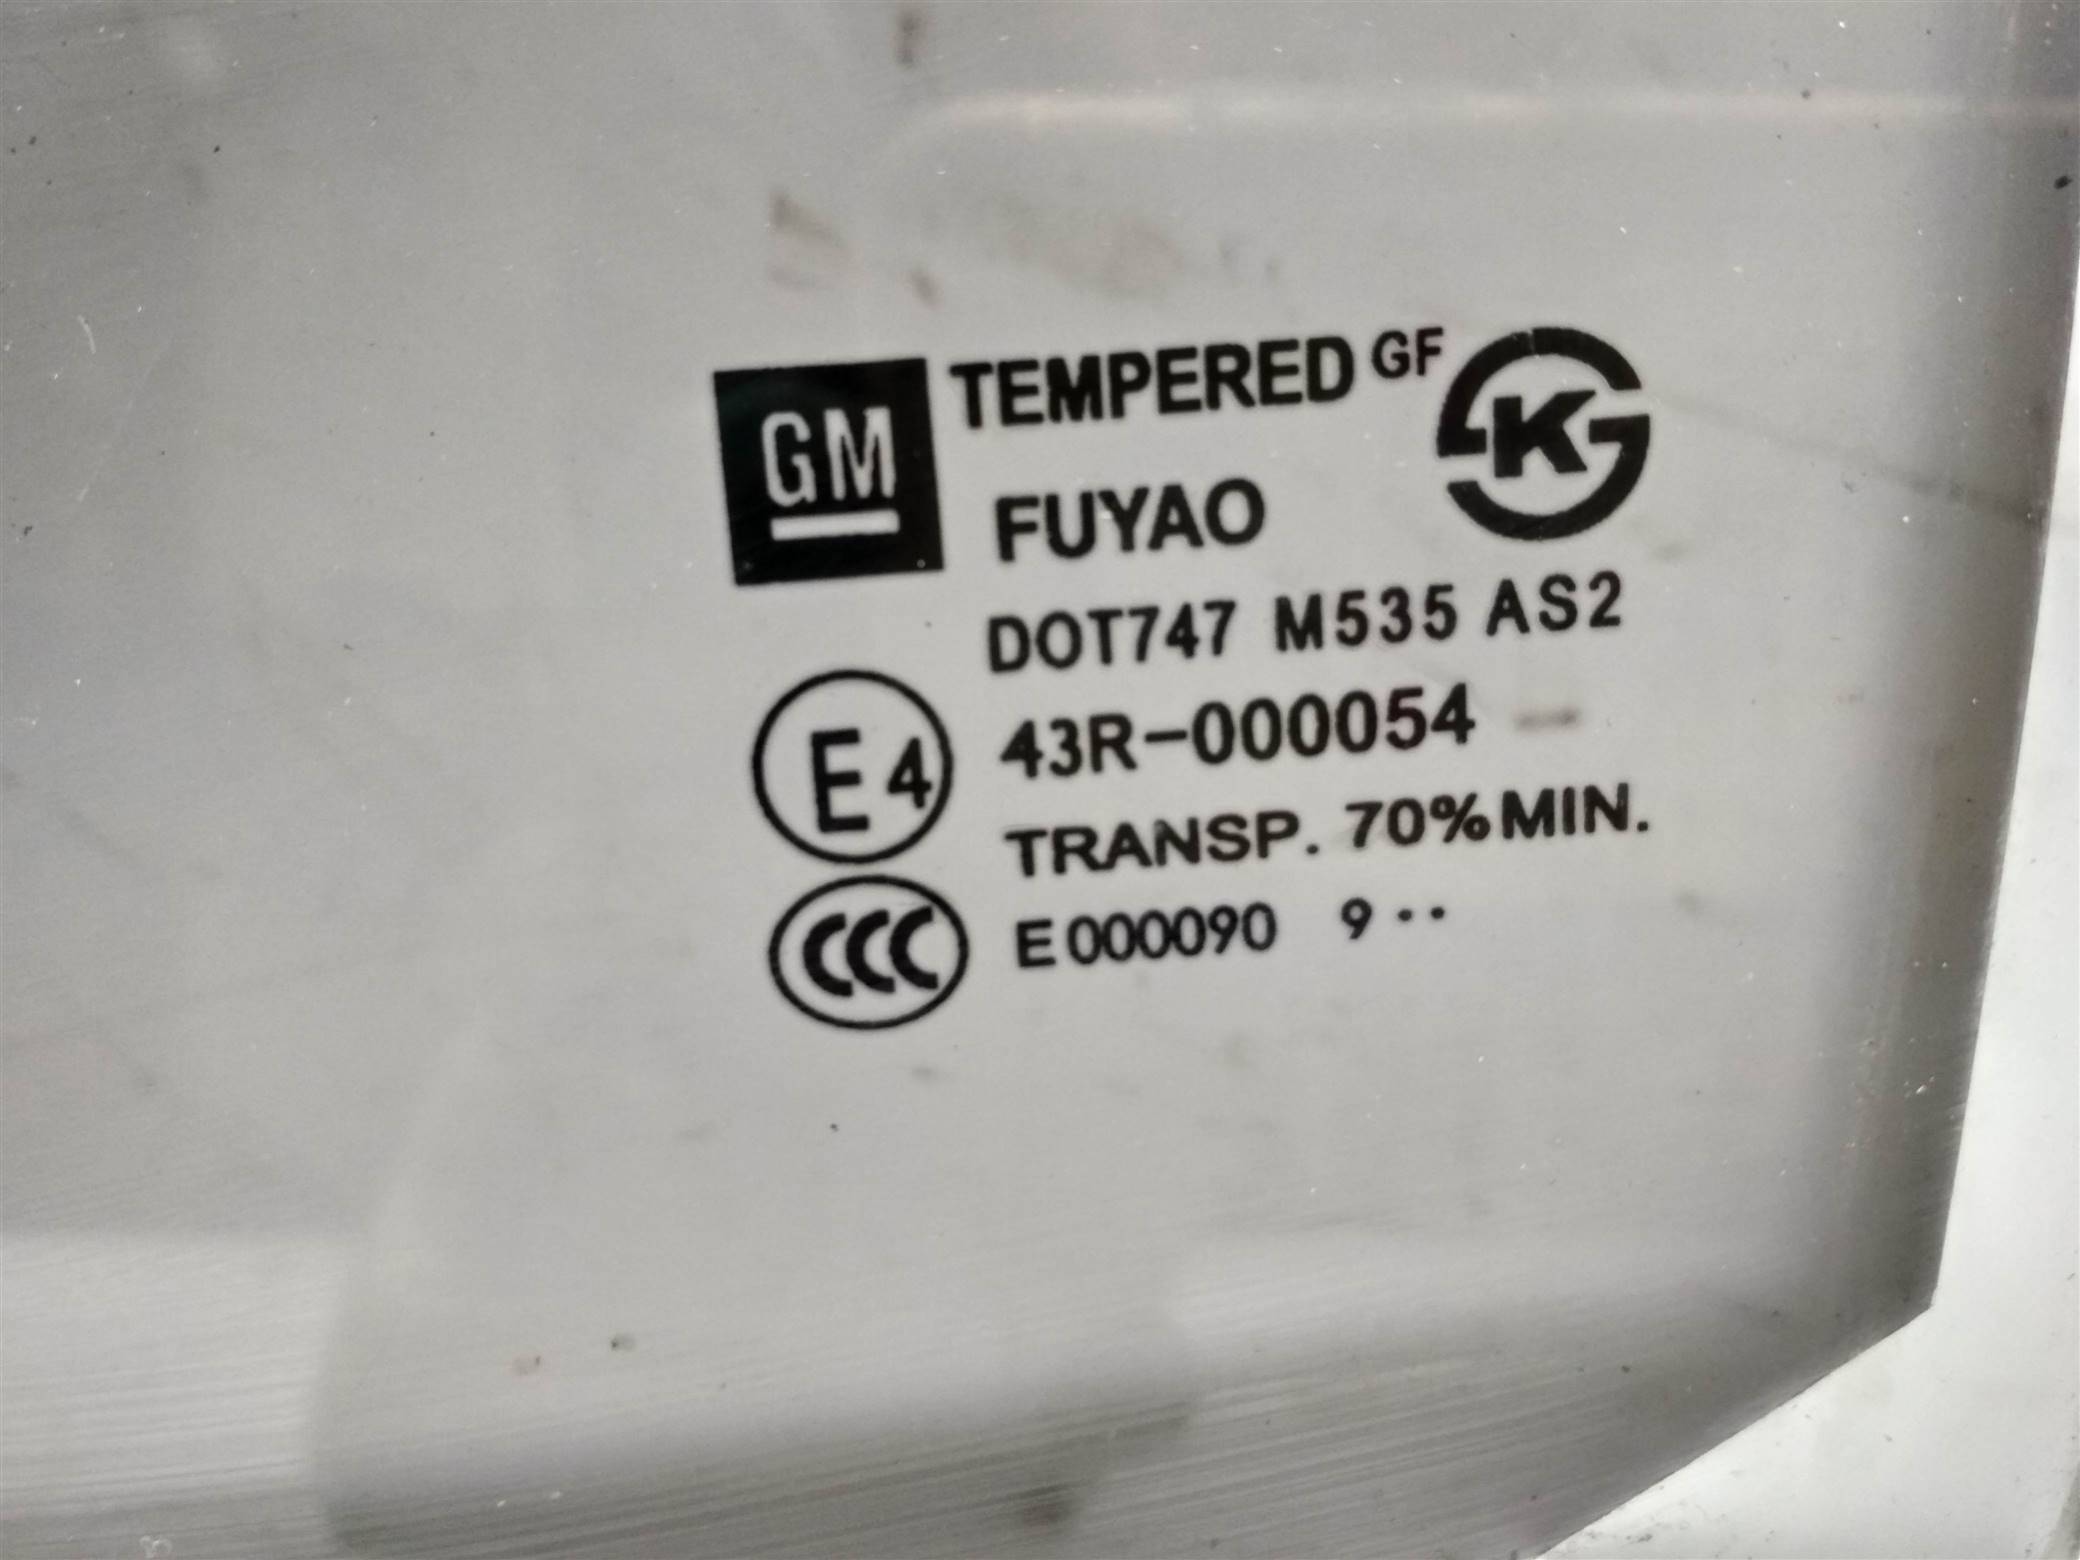 GM
TEMPERED GF
FUYAO
K
DOT747 M535 AS2
E4
43R-000054
TRANSP. 70%MIN.
CCC
E000090 9··